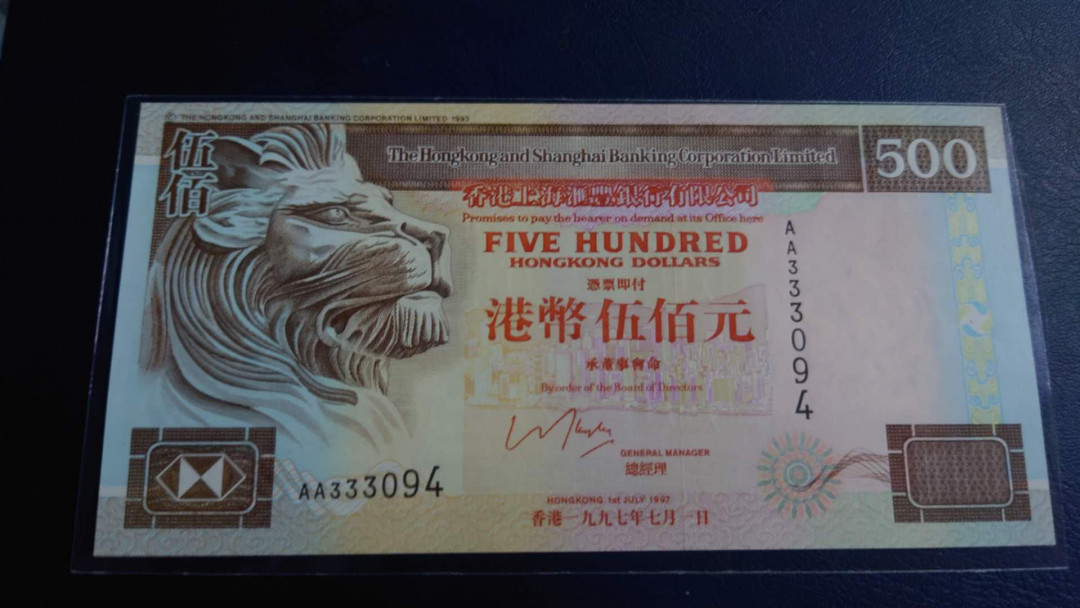 © THE HONGKONG AND SHANGHAI BANKING CORPORATION LIMITED 1993
伍佰
The Hongkong and Shanghai Banking Corporation Limited
500
香港上海滙豐銀行有限公司
Promises to pay the bearer on demand at its Office here
FIVE HUNDRED
HONGKONG DOLLARS
憑票即付
港幣伍佰元
承董事會命
By order of the Board of Directors
AA333094
GENERAL MANAGER
總經理
AA333094
HONGKONG 1st JULY 1997
香港一九九七年七月一日